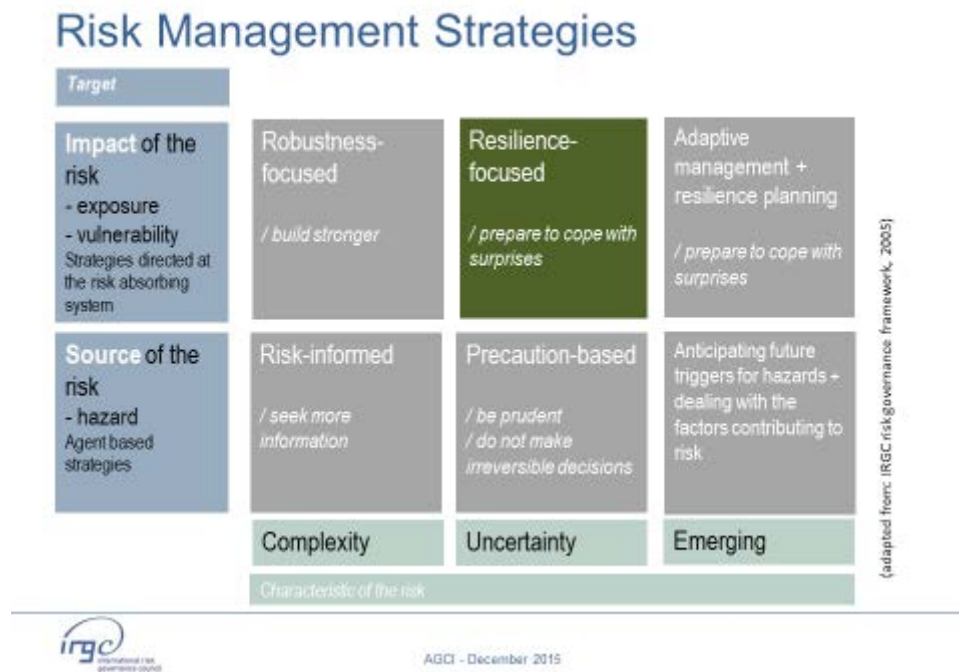 Risk Management Strategies
Target
Impact of the
risk
- exposure
- vulnerability
Strategies directed at
the risk absorbing
system
Robustness-
focused
/ build stronger
Resilience-
focused
/ prepare to cope with
surprises
Adaptive
management +
resilience planning
/ prepare to cope with
surprises
Source of the
risk
- hazard
Agent based
strategies
Risk-informed
/ seek more
information
Precaution-based
/ be prudent
/ do not make
irreversible decisions
Anticipating future
triggers for hazards +
dealing with the
factors contributing to
risk
Complexity
Uncertainty
Emerging
Characteristic of the risk
(adapted from: IRGC risk governance framework, 2005)
irgc
international risk
governance council
AGCI - December 2015